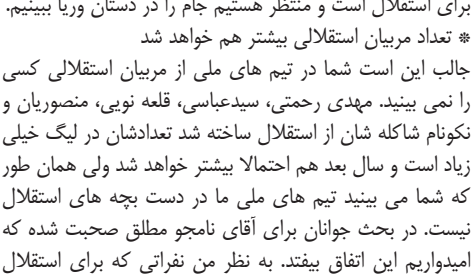 برای استقلال است و منتظر هستیم جام را در دستان وریا ببینیم.
* تعداد مربیان استقلالی بیشتر هم خواهد شد
جالب این است شما در تیم های ملی از مربیان استقلالی کسی
را نمی بینید. مهدی رحمتی، سیدعباسی، قلعه نویی، منصوریان و
نکونام شاکله شان از استقلال ساخته شد تعدادشان در لیگ خیلی
زیاد است و سال بعد هم احتمالا بیشتر خواهد شد ولی همان طور
که شما می بینید تیم های ملی ما در دست بچه های استقلال
نیست. در بحث جوانان برای آقای نامجو مطلق صحبت شده که
امیدواریم این اتفاق بیفتد. به نظر من نفراتی که برای استقلال